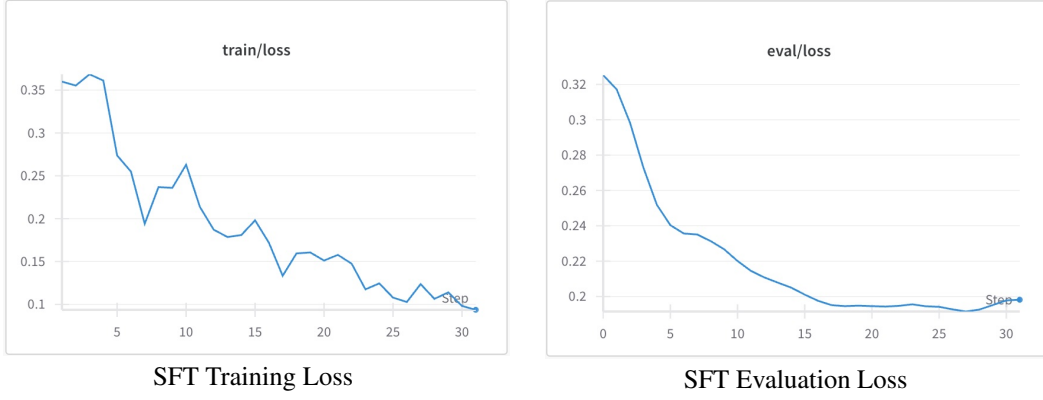 train/loss
0.35
0.3
0.25
0.2
0.15
0.1
Step
5 10 15 20 25 30
SFT Training Loss
eval/loss
0.32
0.3
0.28
0.26
0.24
0.22
0.2
Step
0 5 10 15 20 25 30
SFT Evaluation Loss